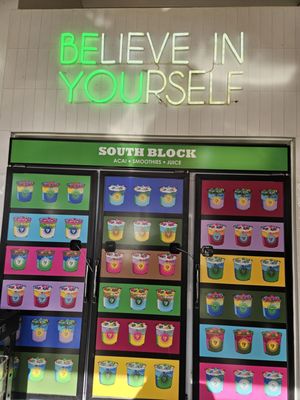 BELIEVE IN
YOURSELF
SOUTH BLOCK
ACAI • SMOOTHIES • JUICE